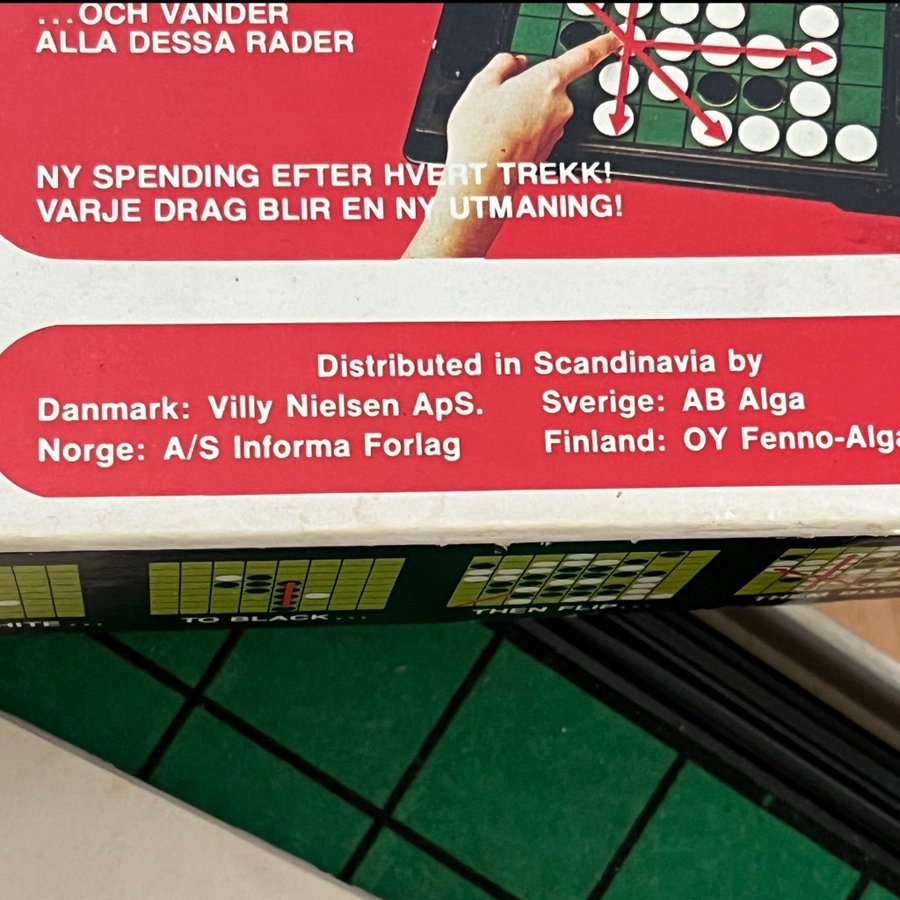 ...OCH VÄNDER
ALLA DESSA RADER
NY SPENDING EFTER HVERT TREKK!
VARJE DRAG BLIR EN NY UTMANING!
Distributed in Scandinavia by
Danmark: Villy Nielsen ApS.
Norge: A/S Informa Forlag
Sverige: AB Alga
Finland: OY Fenno-Alga
TO BLACK...
THEN FLIP...